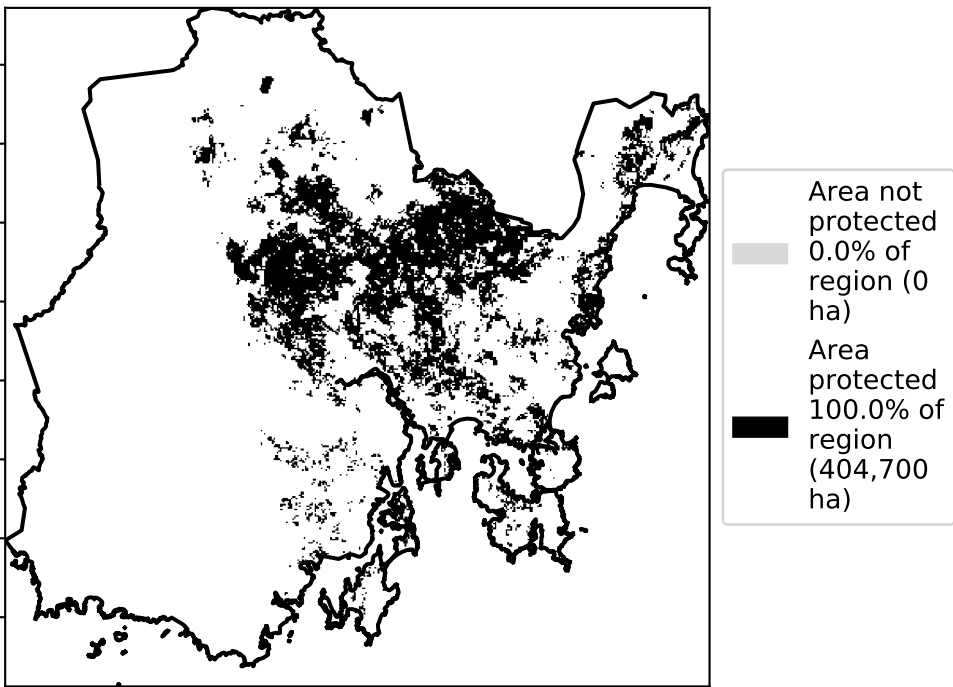 Area not
protected
0.0% of
region (0
ha)
Area
protected
100.0% of
region
(404,700
ha)